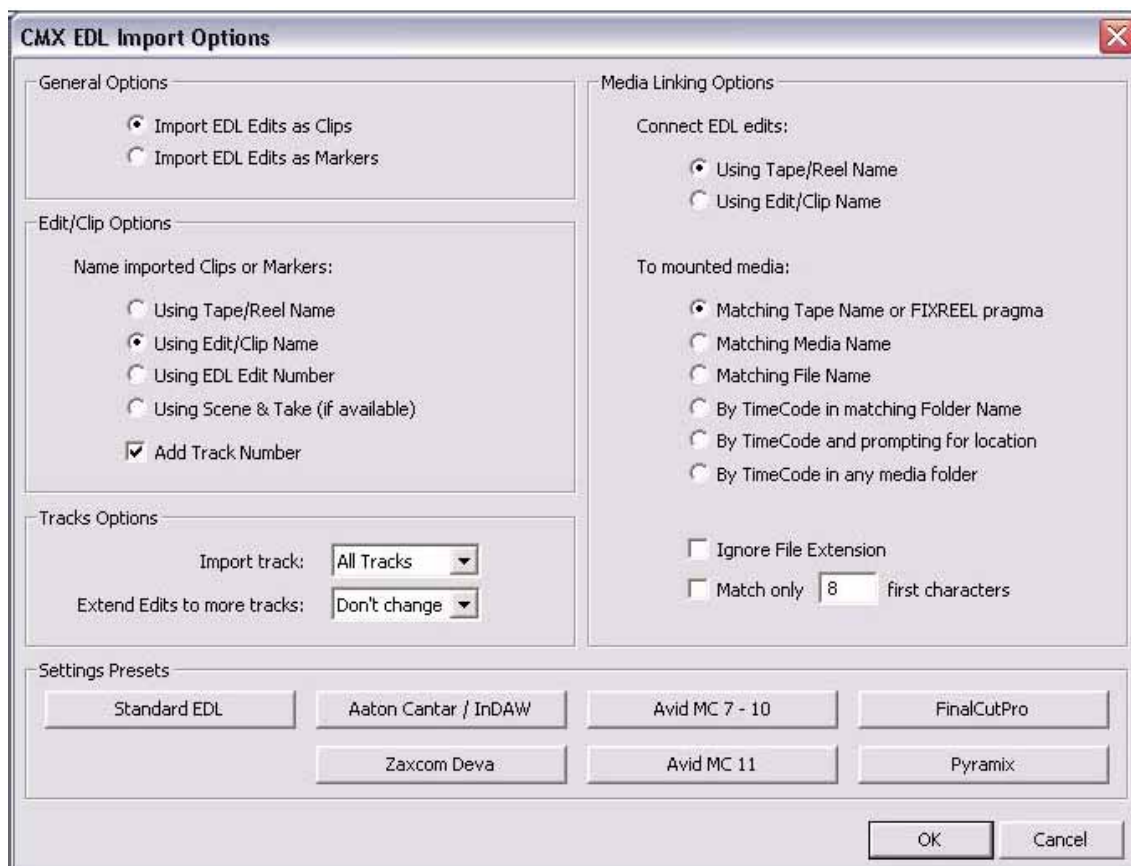 CMX EDL Import Options
General Options
Import EDL Edits as Clips
Import EDL Edits as Markers
Edit/Clip Options
Name imported Clips or Markers:
Using Tape/Reel Name
Using Edit/Clip Name
Using EDL Edit Number
Using Scene & Take (if available)
Add Track Number
Tracks Options
Import track: All Tracks
Extend Edits to more tracks: Don't change
Media Linking Options
Connect EDL edits:
Using Tape/Reel Name
Using Edit/Clip Name
To mounted media:
Matching Tape Name or FIXREEL pragma
Matching Media Name
Matching File Name
By TimeCode in matching Folder Name
By TimeCode and prompting for location
By TimeCode in any media folder
Ignore File Extension
Match only 8 first characters
Settings Presets
Standard EDL Aaton Cantar / InDAW Avid MC 7 - 10 FinalCutPro
Zaxcom Deva Avid MC 11 Pyramix
OK Cancel